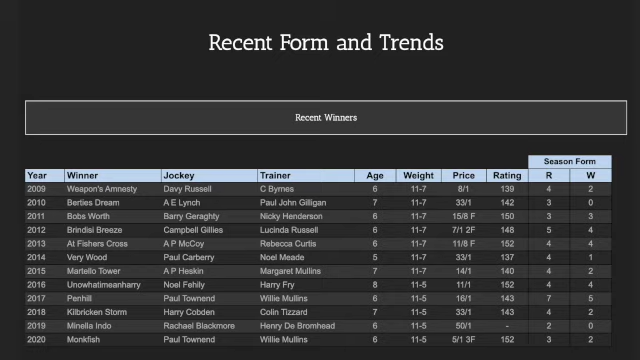 Recent Form and Trends
Recent Winners
Season Form
Year Winner Jockey Trainer Age Weight Price Rating R W
2009 Weapon's Amnesty Davy Russell C Byrnes 6 11-7 8/1 139 4 2
2010 Berties Dream A E Lynch Paul John Gilligan 7 11-7 33/1 142 3 0
2011 Bobs Worth Barry Geraghty Nicky Henderson 6 11-7 15/8 F 150 3 3
2012 Brindisi Breeze Campbell Gillies Lucinda Russell 6 11-7 7/1 2F 148 5 4
2013 At Fishers Cross A P McCoy Rebecca Curtis 6 11-7 11/8 F 152 4 4
2014 Very Wood Paul Carberry Noel Meade 5 11-7 33/1 137 4 1
2015 Martello Tower A P Heskin Margaret Mullins 7 11-7 14/1 140 4 2
2016 Unowhatimeanharry Noel Fehily Harry Fry 8 11-5 11/1 152 4 4
2017 Penhill Paul Townend Willie Mullins 6 11-5 16/1 143 7 5
2018 Kilbricken Storm Harry Cobden Colin Tizzard 7 11-5 33/1 143 4 2
2019 Minella Indo Rachael Blackmore Henry De Bromhead 6 11-5 50/1 - 2 0
2020 Monkfish Paul Townend Willie Mullins 6 11-5 5/1 3F 152 3 2